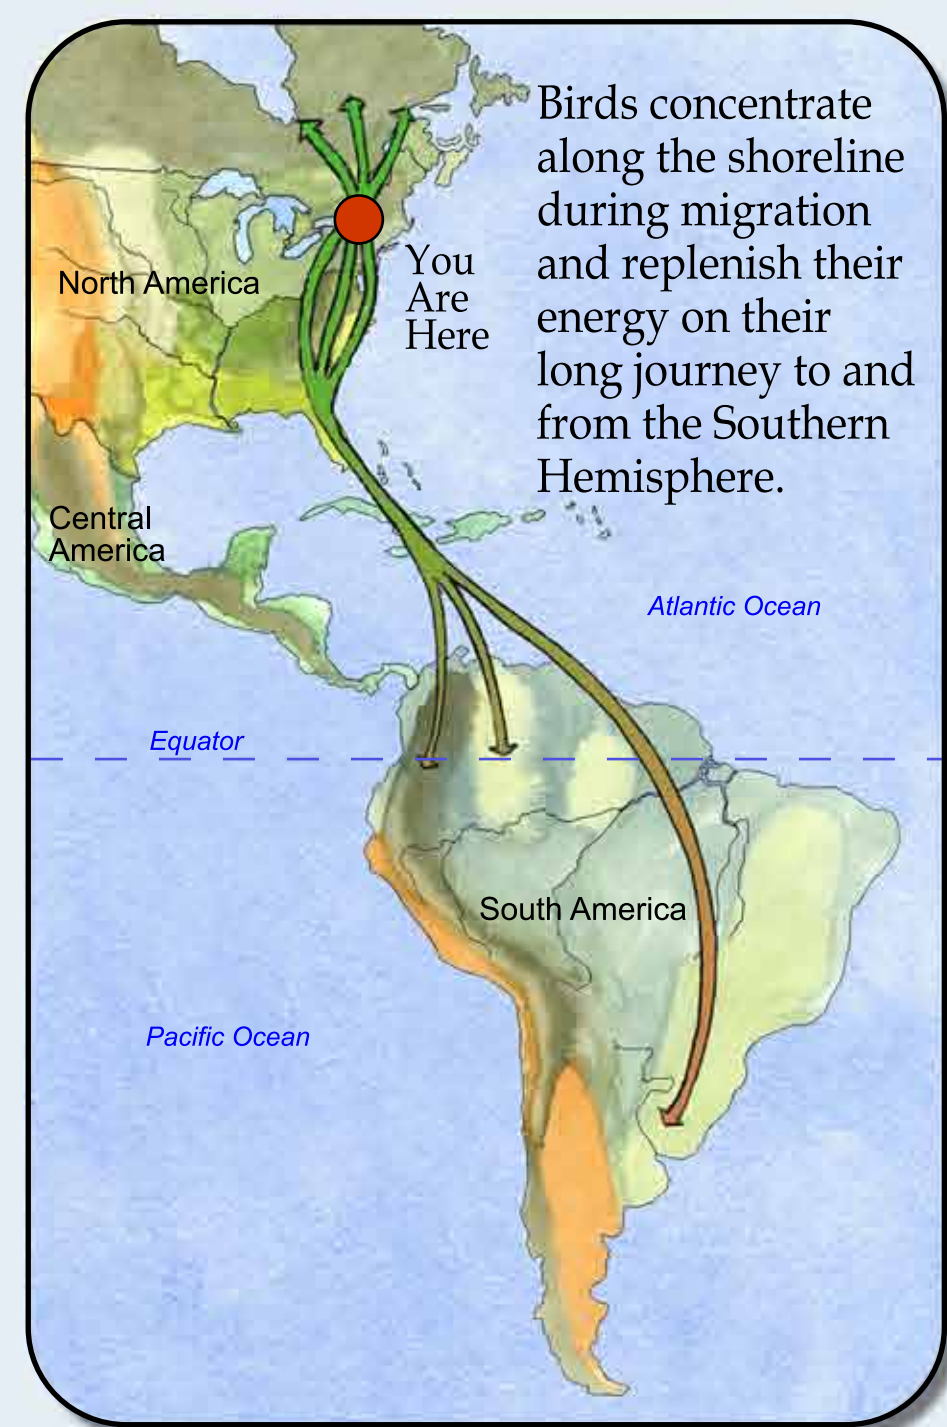 Birds concentrate
along the shoreline
during migration
and replenish their
energy on their
long journey to and
from the Southern
Hemisphere.
You
Are
Here
North America
Central
America
Atlantic Ocean
Equator
South America
Pacific Ocean